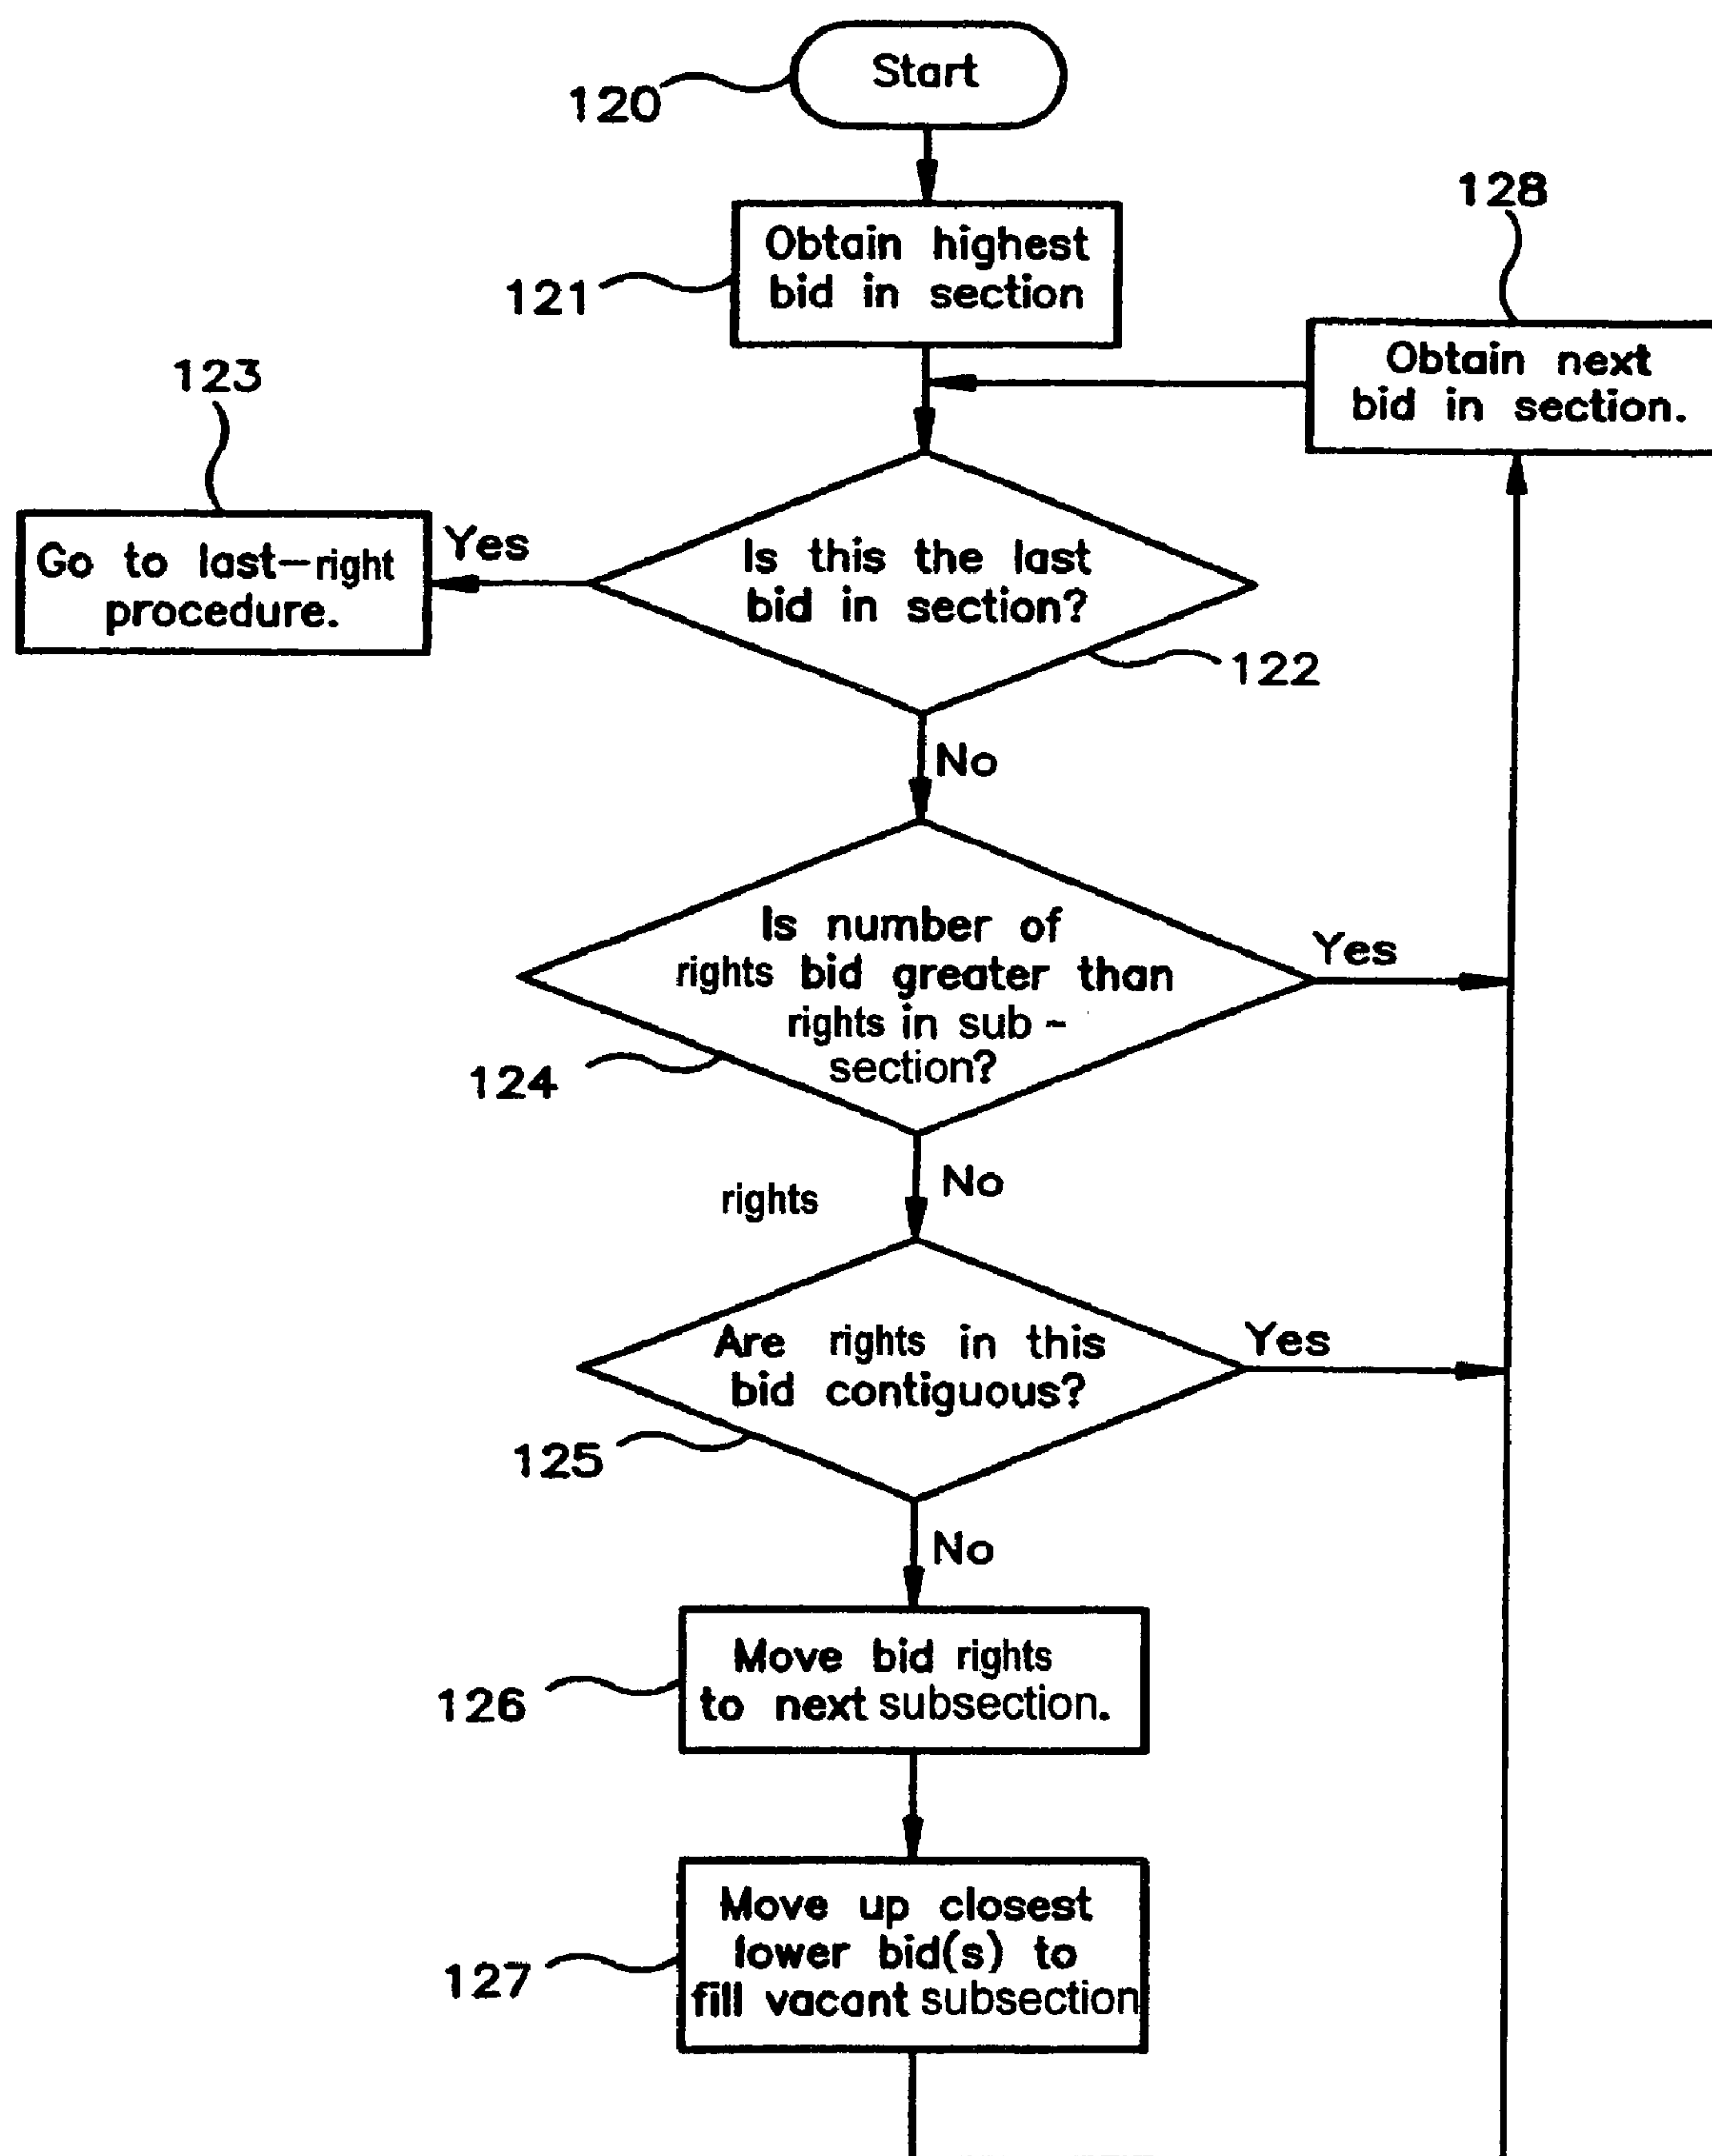 Start
120
Obtain highest
bid in section
121
128
Obtain next
bid in section.
123
Go to last-right
procedure.
Yes
Is this the last
bid in section?
122
No
Is number of
rights bid greater than
rights in sub-
section?
Yes
124
No
rights
Are rights in this
bid contiguous?
Yes
125
No
Move bid rights
to next subsection.
126
Move up closest
lower bid(s) to
fill vacant subsection
127